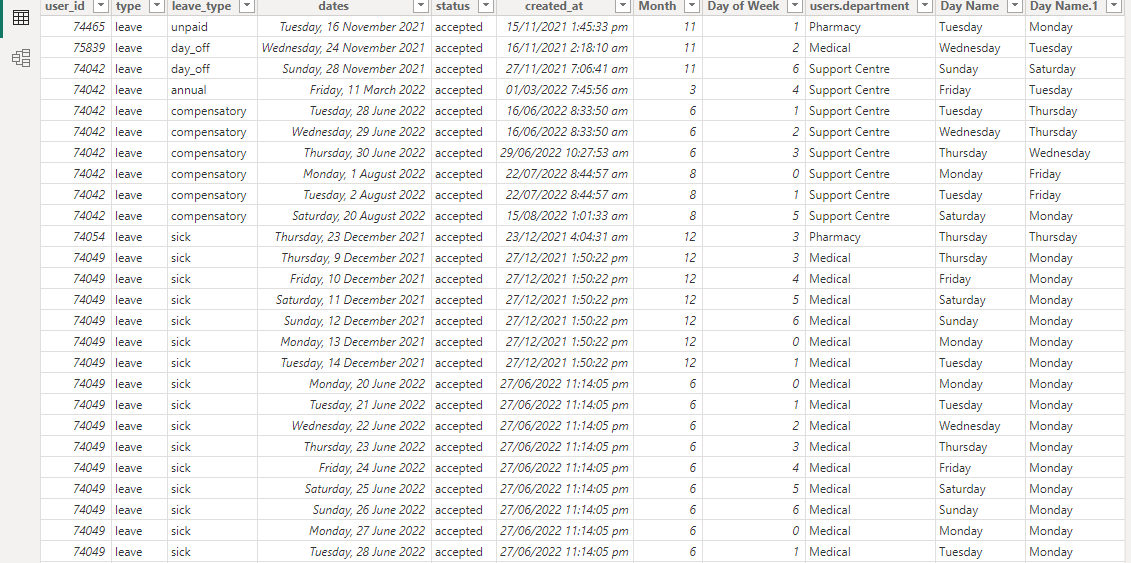 user_id type leave_type dates status created_at Month Day of Week users.department Day Name Day Name.1
74465 leave unpaid Tuesday, 16 November 2021 accepted 15/11/2021 1:45:33 pm 11 1 Pharmacy Tuesday Monday
75839 leave day_off Wednesday, 24 November 2021 accepted 16/11/2021 2:18:10 am 11 2 Medical Wednesday Tuesday
74042 leave day_off Sunday, 28 November 2021 accepted 27/11/2021 7:06:41 am 11 6 Support Centre Sunday Saturday
74042 leave annual Friday, 11 March 2022 accepted 01/03/2022 7:45:56 am 3 4 Support Centre Friday Tuesday
74042 leave compensatory Tuesday, 28 June 2022 accepted 16/06/2022 8:33:50 am 6 1 Support Centre Tuesday Thursday
74042 leave compensatory Wednesday, 29 June 2022 accepted 16/06/2022 8:33:50 am 6 2 Support Centre Wednesday Thursday
74042 leave compensatory Thursday, 30 June 2022 accepted 29/06/2022 10:27:53 am 6 3 Support Centre Thursday Wednesday
74042 leave compensatory Monday, 1 August 2022 accepted 22/07/2022 8:44:57 am 8 0 Support Centre Monday Friday
74042 leave compensatory Tuesday, 2 August 2022 accepted 22/07/2022 8:44:57 am 8 1 Support Centre Tuesday Friday
74042 leave compensatory Saturday, 20 August 2022 accepted 15/08/2022 1:01:33 am 8 5 Support Centre Saturday Monday
74054 leave sick Thursday, 23 December 2021 accepted 23/12/2021 4:04:31 am 12 3 Pharmacy Thursday Thursday
74049 leave sick Thursday, 9 December 2021 accepted 27/12/2021 1:50:22 pm 12 3 Medical Thursday Monday
74049 leave sick Friday, 10 December 2021 accepted 27/12/2021 1:50:22 pm 12 4 Medical Friday Monday
74049 leave sick Saturday, 11 December 2021 accepted 27/12/2021 1:50:22 pm 12 5 Medical Saturday Monday
74049 leave sick Sunday, 12 December 2021 accepted 27/12/2021 1:50:22 pm 12 6 Medical Sunday Monday
74049 leave sick Monday, 13 December 2021 accepted 27/12/2021 1:50:22 pm 12 0 Medical Monday Monday
74049 leave sick Tuesday, 14 December 2021 accepted 27/12/2021 1:50:22 pm 12 1 Medical Tuesday Monday
74049 leave sick Monday, 20 June 2022 accepted 27/06/2022 11:14:05 pm 6 0 Medical Monday Monday
74049 leave sick Tuesday, 21 June 2022 accepted 27/06/2022 11:14:05 pm 6 1 Medical Tuesday Monday
74049 leave sick Wednesday, 22 June 2022 accepted 27/06/2022 11:14:05 pm 6 2 Medical Wednesday Monday
74049 leave sick Thursday, 23 June 2022 accepted 27/06/2022 11:14:05 pm 6 3 Medical Thursday Monday
74049 leave sick Friday, 24 June 2022 accepted 27/06/2022 11:14:05 pm 6 4 Medical Friday Monday
74049 leave sick Saturday, 25 June 2022 accepted 27/06/2022 11:14:05 pm 6 5 Medical Saturday Monday
74049 leave sick Sunday, 26 June 2022 accepted 27/06/2022 11:14:05 pm 6 6 Medical Sunday Monday
74049 leave sick Monday, 27 June 2022 accepted 27/06/2022 11:14:05 pm 6 0 Medical Monday Monday
74049 leave sick Tuesday, 28 June 2022 accepted 27/06/2022 11:14:05 pm 6 1 Medical Tuesday Monday